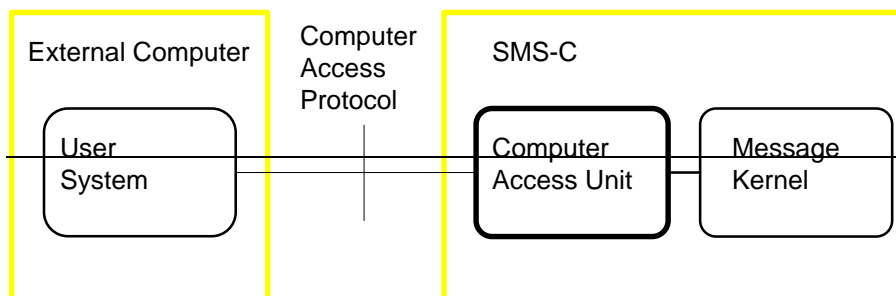 External Computer
Computer
Access
Protocol
SMS-C
User
System
Computer
Access Unit
Message
Kernel